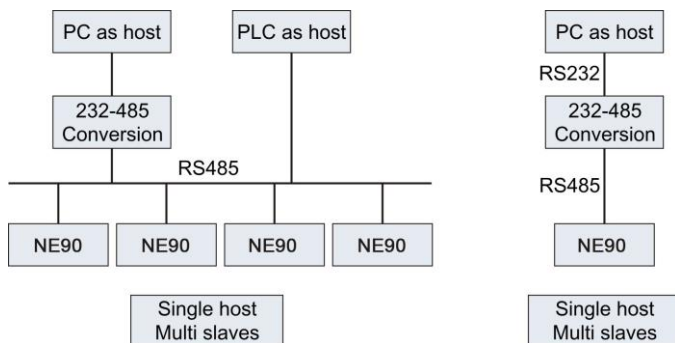 PC as host
PLC as host
232-485
Conversion
RS485
NE90
NE90
NE90
NE90
Single host
Multi slaves
PC as host
RS232
232-485
Conversion
RS485
NE90
Single host
Multi slaves